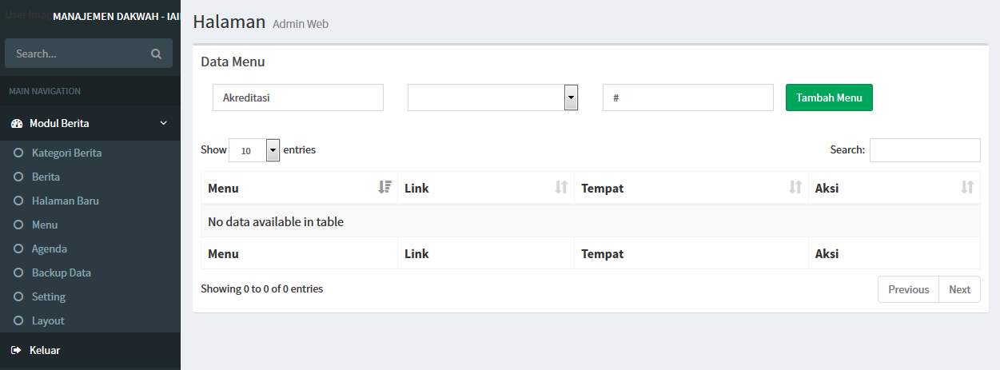 User Imag MANAJEMEN DAKWAH - IAI
Halaman Admin Web
Search...
MAIN NAVIGATION
Modul Berita
Kategori Berita
Berita
Halaman Baru
Menu
Agenda
Backup Data
Setting
Layout
Keluar
Data Menu
Akreditasi # Tambah Menu
Show 10 entries Search:
Menu Link Tempat Aksi
No data available in table
Menu Link Tempat Aksi
Showing 0 to 0 of 0 entries Previous Next